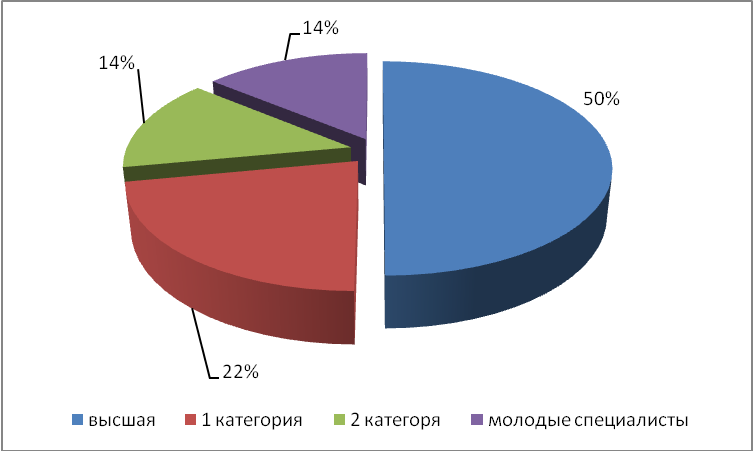 14%
14%
50%
22%
высшая 1 категория 2 категоря молодые специалисты